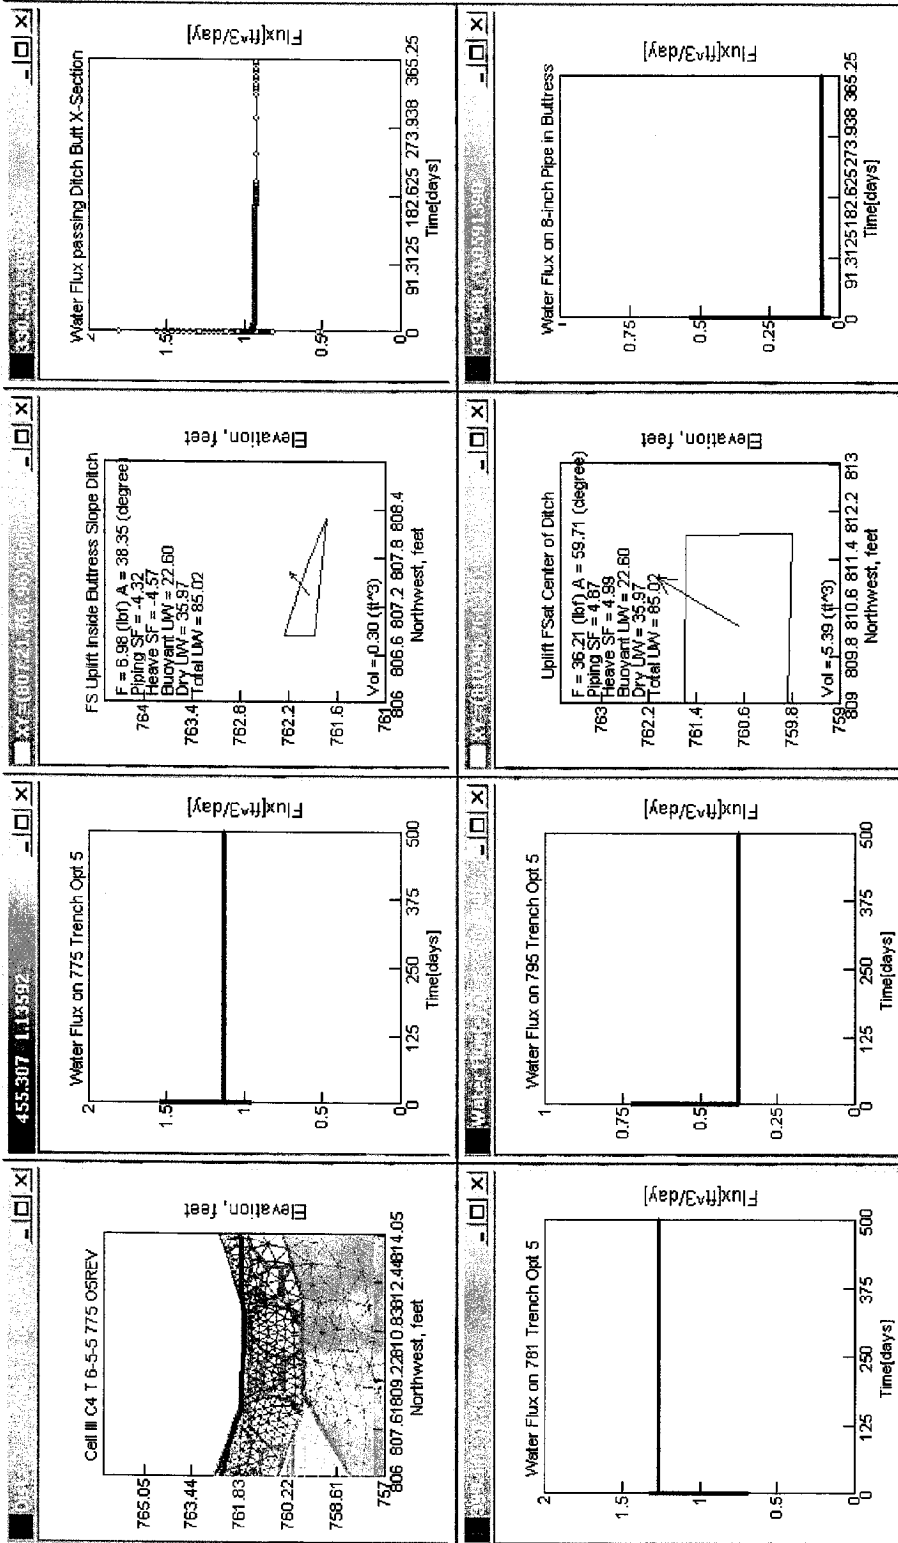 Cell III C4 T 6-5-5 775 O5REV
765.05
763.44
761.83
760.22
758.61
757
806 807.61809.22810.83812.44814.05
Northwest, feet
Elevation, feet
455.307 1.13592
Water Flux on 775 Trench Opt 5
2
1.5
1
0.5
0
0 125 250 375 500
Time[days]
Flux[ft^3/day]
FS Uplift Inside Buttress Slope Ditch
F = 6.98 (lbf) A = 38.35 (degree)
Piping SF = -4.32
Heave SF = -4.57
Buoyant UW = 22.60
Dry UW = 35.97
Total UW = 85.02
764
763.4
762.8
762.2
761.6
761
Vol = 0.30 (ft^3)
806 806.6 807.2 807.8 808.4
Northwest, feet
Elevation, feet
Water Flux passing Ditch Butt X-Section
2
1.5
1
0.5
0
0 91.3125 182.625 273.938 365.25
Time[days]
Flux[ft^3/day]
Water Flux on 781 Trench Opt 5
2
1.5
1
0.5
0
0 125 250 375 500
Time[days]
Flux[ft^3/day]
Water Flux on 795 Trench Opt 5
1
0.75
0.5
0.25
0
0 125 250 375 500
Time[days]
Flux[ft^3/day]
Uplift FSat Center of Ditch
F = 36.21 (lbf) A = 59.71 (degree)
Piping SF = 4.87
Heave SF = 4.99
Buoyant UW = 22.60
Dry UW = 35.97
Total UW = 85.02
763
762.2
761.4
760.6
759.8
759
Vol = 5.39 (ft^3)
809 809.8 810.6 811.4 812.2 813
Northwest, feet
Elevation, feet
Water Flux on 8-inch Pipe in Buttress
1
0.75
0.5
0.25
0
0 91.3125 182.625 273.938 365.25
Time[days]
Flux[ft^3/day]